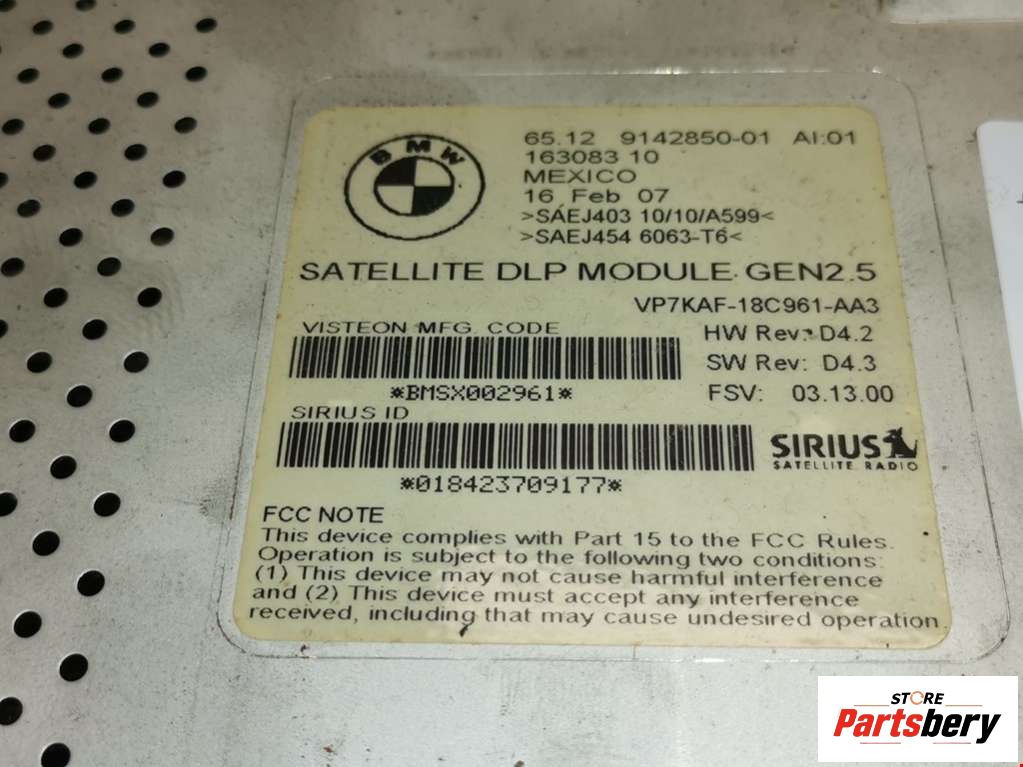 BMW
65.12 9142850-01 AI:01
163083 10
MEXICO
16 Feb 07
>SAEJ403 10/10/A599<
>SAEJ454 6063-T6<
SATELLITE DLP MODULE GEN2.5
VP7KAF-18C961-AA3
VISTEON MFG. CODE
HW Rev: D4.2
SW Rev: D4.3
*BMSX002961*
FSV: 03.13.00
SIRIUS ID
SIRIUS
SATELLITE RADIO
*018423709177*
FCC NOTE
This device complies with Part 15 to the FCC Rules.
Operation is subject to the following two conditions:
(1) This device may not cause harmful interference
and (2) This device must accept any interference
received, including that may cause undesired operation
STORE
Partsbery